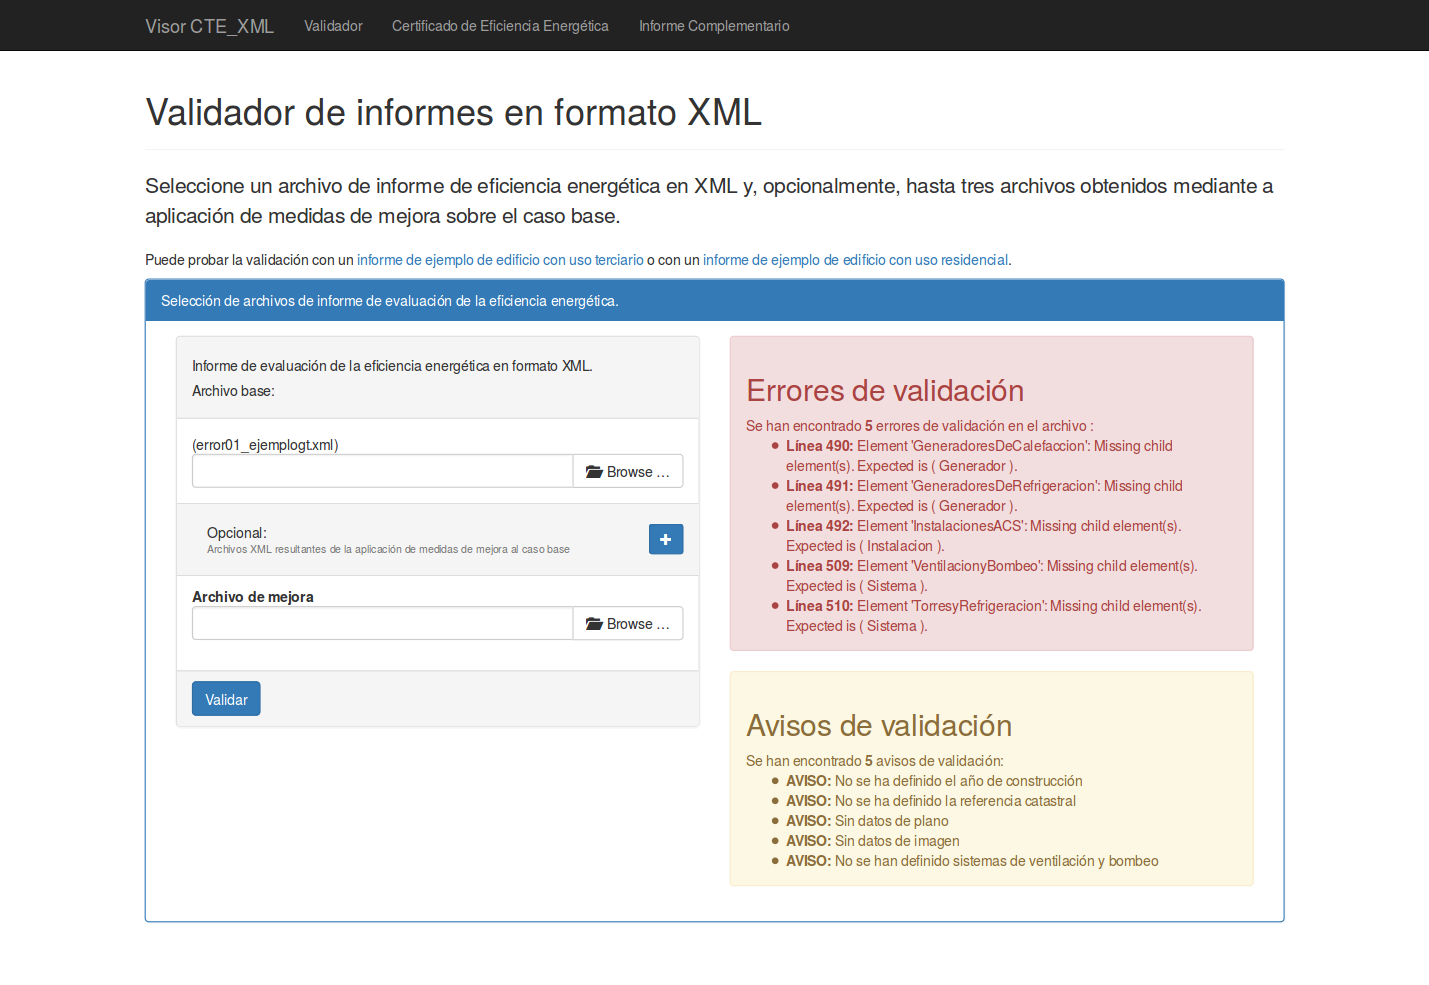 Visor CTE_XML Validador Certificado de Eficiencia Energética Informe Complementario
Validador de informes en formato XML
Seleccione un archivo de informe de eficiencia energética en XML y, opcionalmente, hasta tres archivos obtenidos mediante a
aplicación de medidas de mejora sobre el caso base.
Puede probar la validación con un informe de ejemplo de edificio con uso terciario o con un informe de ejemplo de edificio con uso residencial.
Selección de archivos de informe de evaluación de la eficiencia energética.
Informe de evaluación de la eficiencia energética en formato XML.
Archivo base:
(error01_ejemplogt.xml)
Browse …
Opcional:
Archivos XML resultantes de la aplicación de medidas de mejora al caso base
Archivo de mejora
Browse …
Validar
Errores de validación
Se han encontrado 5 errores de validación en el archivo :
Línea 490: Element 'GeneradoresDeCalefaccion': Missing child
element(s). Expected is ( Generador ).
Línea 491: Element 'GeneradoresDeRefrigeracion': Missing child
element(s). Expected is ( Generador ).
Línea 492: Element 'InstalacionesACS': Missing child element(s).
Expected is ( Instalacion ).
Línea 509: Element 'VentilacionyBombeo': Missing child element(s).
Expected is ( Sistema ).
Línea 510: Element 'TorresyRefrigeracion': Missing child element(s).
Expected is ( Sistema ).
Avisos de validación
Se han encontrado 5 avisos de validación:
AVISO: No se ha definido el año de construcción
AVISO: No se ha definido la referencia catastral
AVISO: Sin datos de plano
AVISO: Sin datos de imagen
AVISO: No se han definido sistemas de ventilación y bombeo